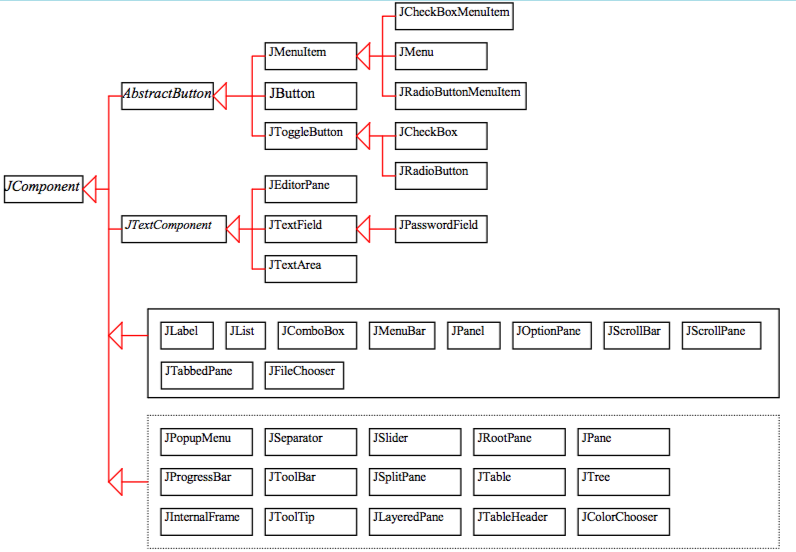 JCheckBoxMenuItem
JMenuItem
JMenu
AbstractButton
JButton
JRadioButtonMenuItem
JToggleButton
JCheckBox
JRadioButton
JComponent
JEditorPane
JTextComponent
JTextField
JPasswordField
JTextArea
JLabel JList JComboBox JMenuBar JPanel JOptionPane JScrollBar JScrollPane
JTabbedPane JFileChooser
JPopupMenu JSeparator JSlider JRootPane JPane
JProgressBar JToolBar JSplitPane JTable JTree
JInternalFrame JToolTip JLayeredPane JTableHeader JColorChooser